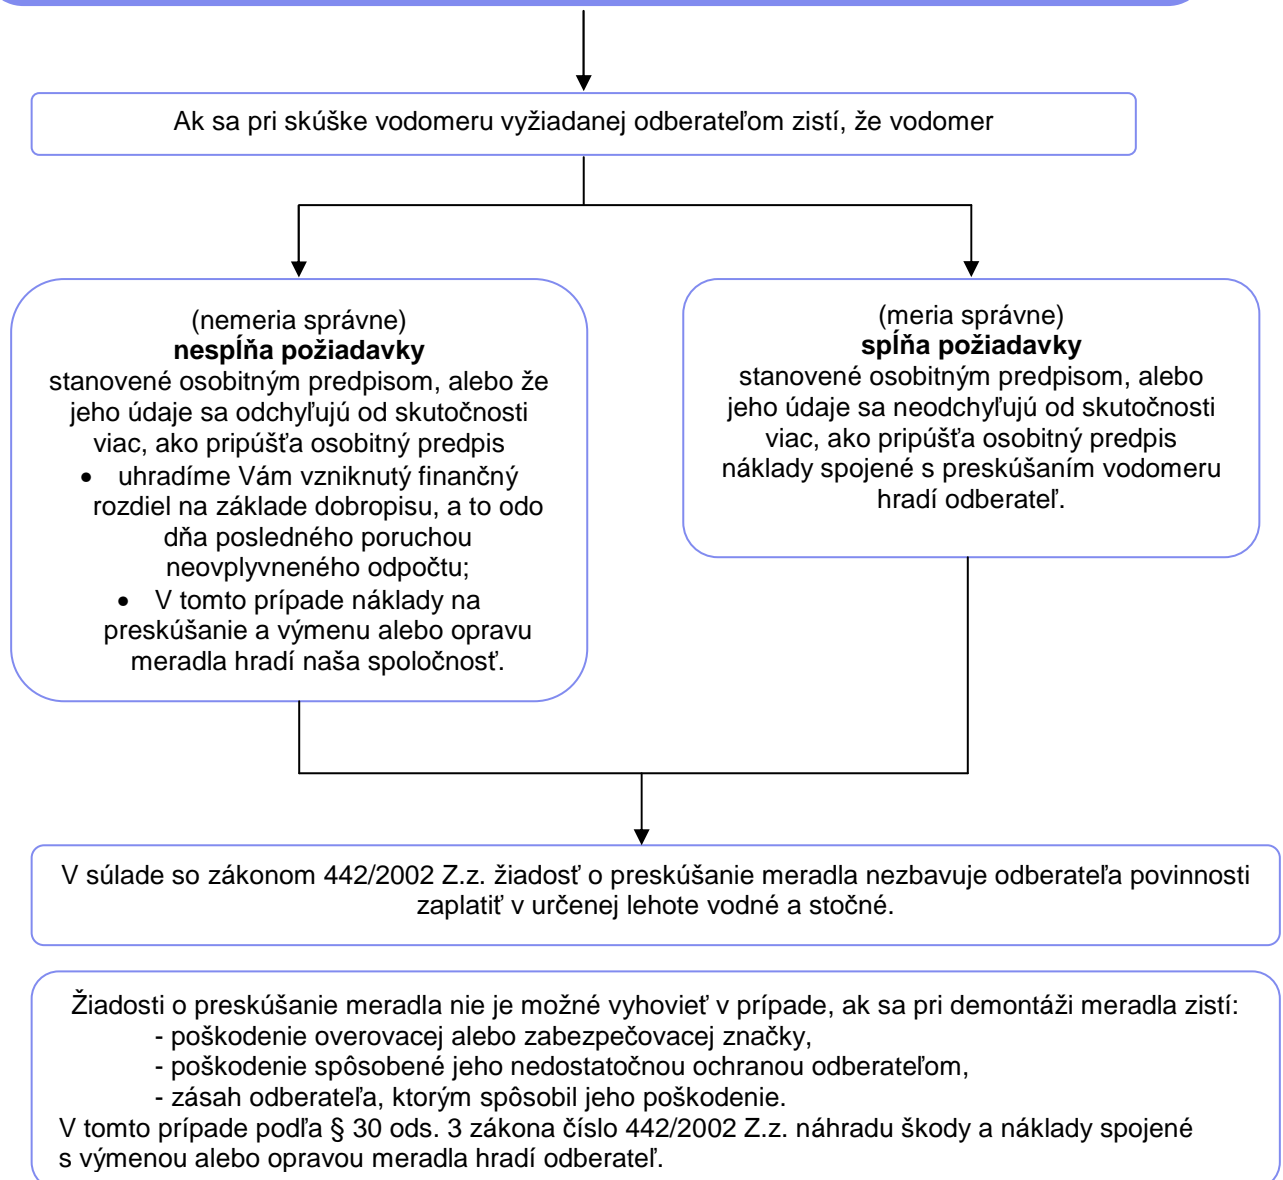 Ak sa pri skúške vodomeru vyžiadanej odberateľom zistí, že vodomer
(nemeria správne)
nespĺňa požiadavky
stanovené osobitným predpisom, alebo že
jeho údaje sa odchyľujú od skutočnosti
viac, ako pripúšťa osobitný predpis
• uhradíme Vám vzniknutý finančný
rozdiel na základe dobropisu, a to odo
dňa posledného poruchou
neovplyvneného odpočtu;
• V tomto prípade náklady na
preskúšanie a výmenu alebo opravu
meradla hradí naša spoločnosť.
(meria správne)
spĺňa požiadavky
stanovené osobitným predpisom, alebo
jeho údaje sa neodchyľujú od skutočnosti
viac, ako pripúšťa osobitný predpis
náklady spojené s preskúšaním vodomeru
hradí odberateľ.
V súlade so zákonom 442/2002 Z.z. žiadosť o preskúšanie meradla nezbavuje odberateľa povinnosti
zaplatiť v určenej lehote vodné a stočné.
Žiadosti o preskúšanie meradla nie je možné vyhovieť v prípade, ak sa pri demontáži meradla zistí:
- poškodenie overovacej alebo zabezpečovacej značky,
- poškodenie spôsobené jeho nedostatočnou ochranou odberateľom,
- zásah odberateľa, ktorým spôsobil jeho poškodenie.
V tomto prípade podľa § 30 ods. 3 zákona číslo 442/2002 Z.z. náhradu škody a náklady spojené
s výmenou alebo opravou meradla hradí odberateľ.